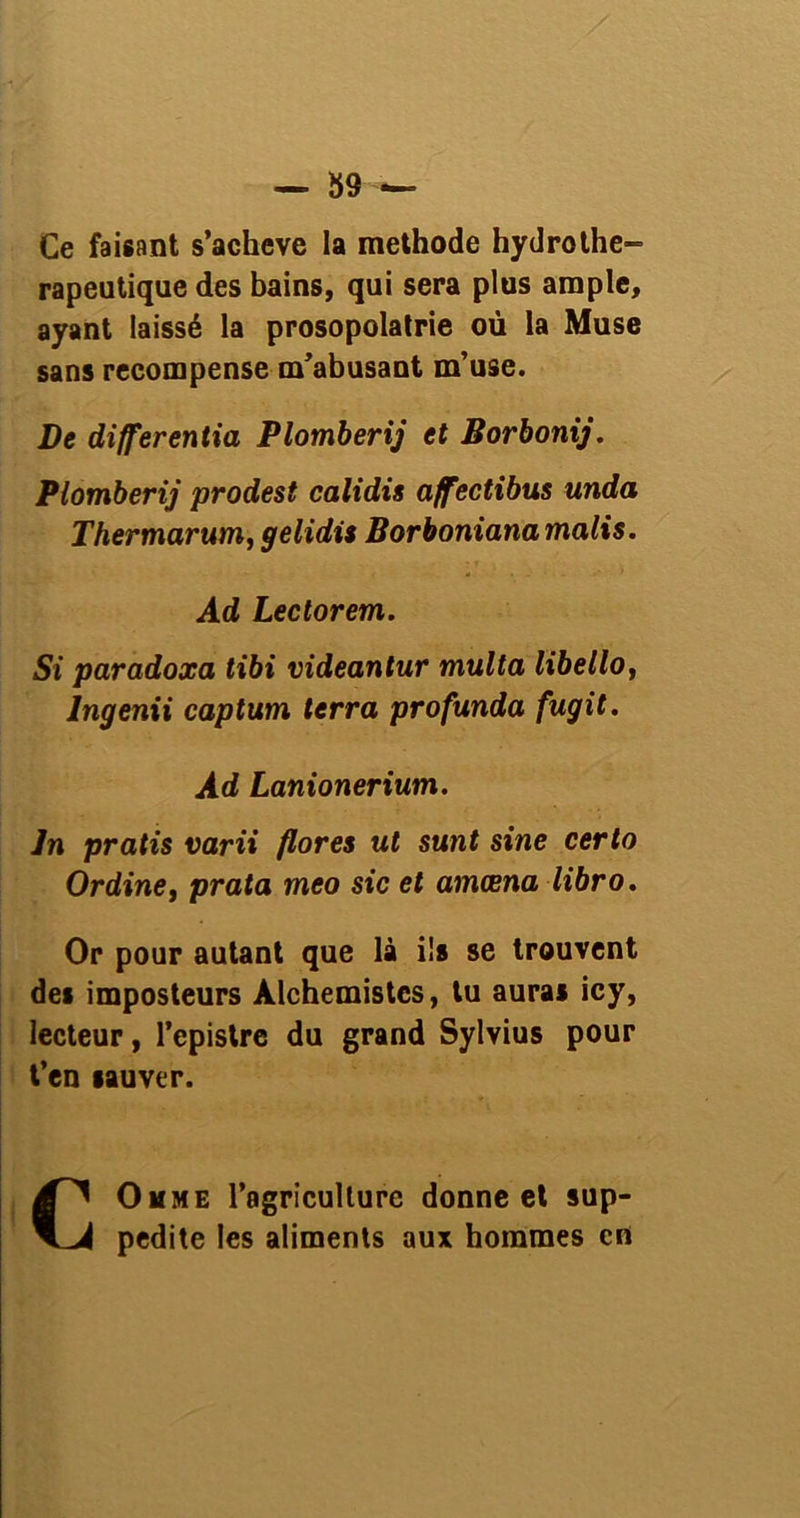 — 59 —
Ce faisant s'acheve la methode hydrothe-
rapeutique des bains, qui sera plus ample,
ayant laissé la prosopolatrie où la Muse
sans recompense m'abusant m'use.
De differentia Plomberij et Borbonij.
Plomberij prodest calidis affectibus unda
Thermarum, gelidis Borboniana malis.
Ad Lectorem.
Si paradoxa tibi videantur multa libello,
Ingenii captum terra profunda fugit.
Ad Lanionerium.
In pratis varii flores ut sunt sine certo
Ordine, prata meo sic et amœna libro.
Or pour autant que là ils se trouvent
des imposteurs Alchemistes, tu auras icy,
lecteur, l'epistre du grand Sylvius pour
t'en sauver.
COMME l'agriculture donne et sup-
pedite les aliments aux hommes en